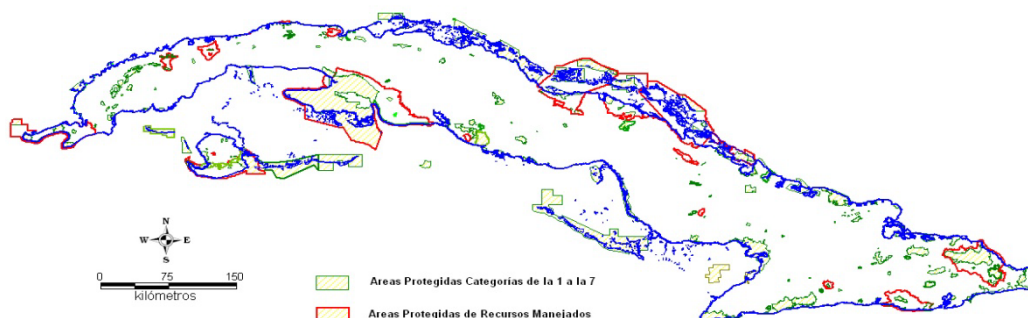 N
W E
S
0 75 150
kilómetros
Areas Protegidas Categorías de la 1 a la 7
Areas Protegidas de Recursos Manejados